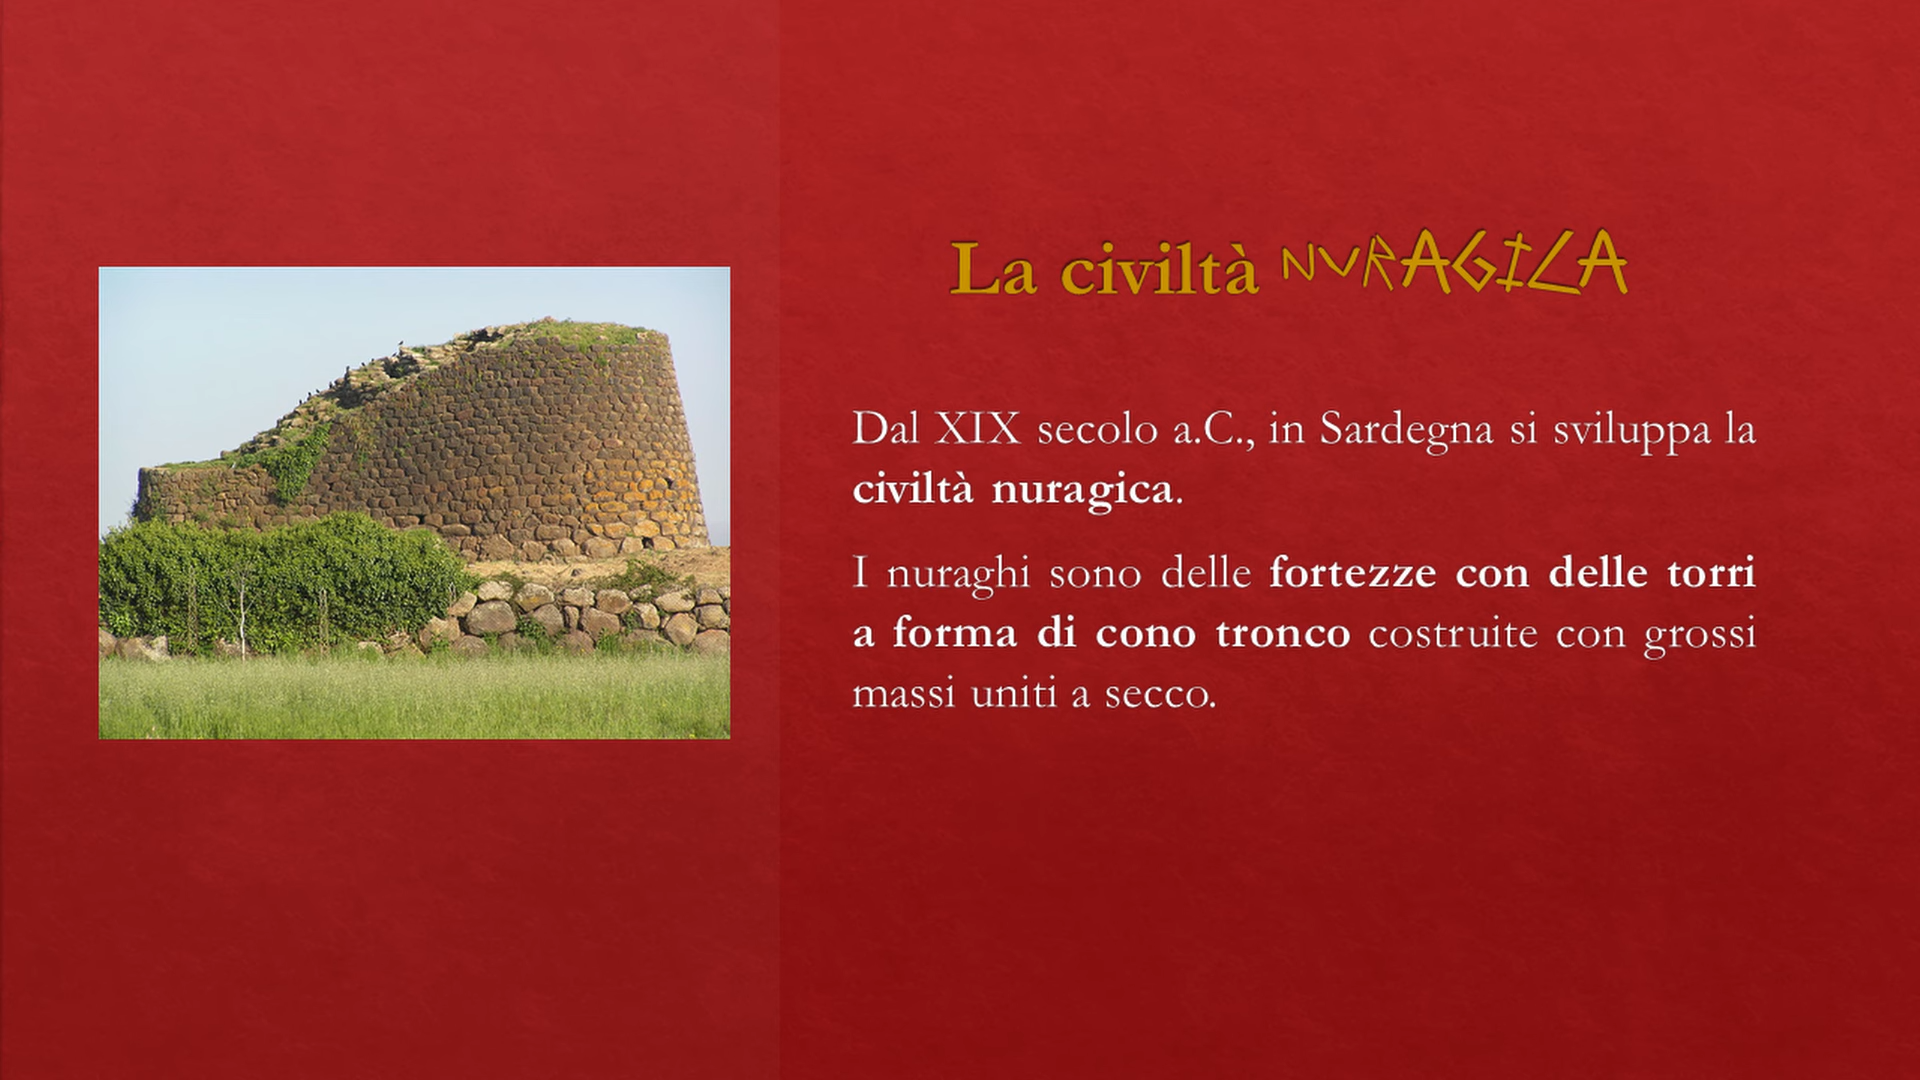 La civiltà NURAGICA
Dal XIX secolo a.C., in Sardegna si sviluppa la
civiltà nuragica.
I nuraghi sono delle fortezze con delle torri
a forma di cono tronco costruite con grossi
massi uniti a secco.